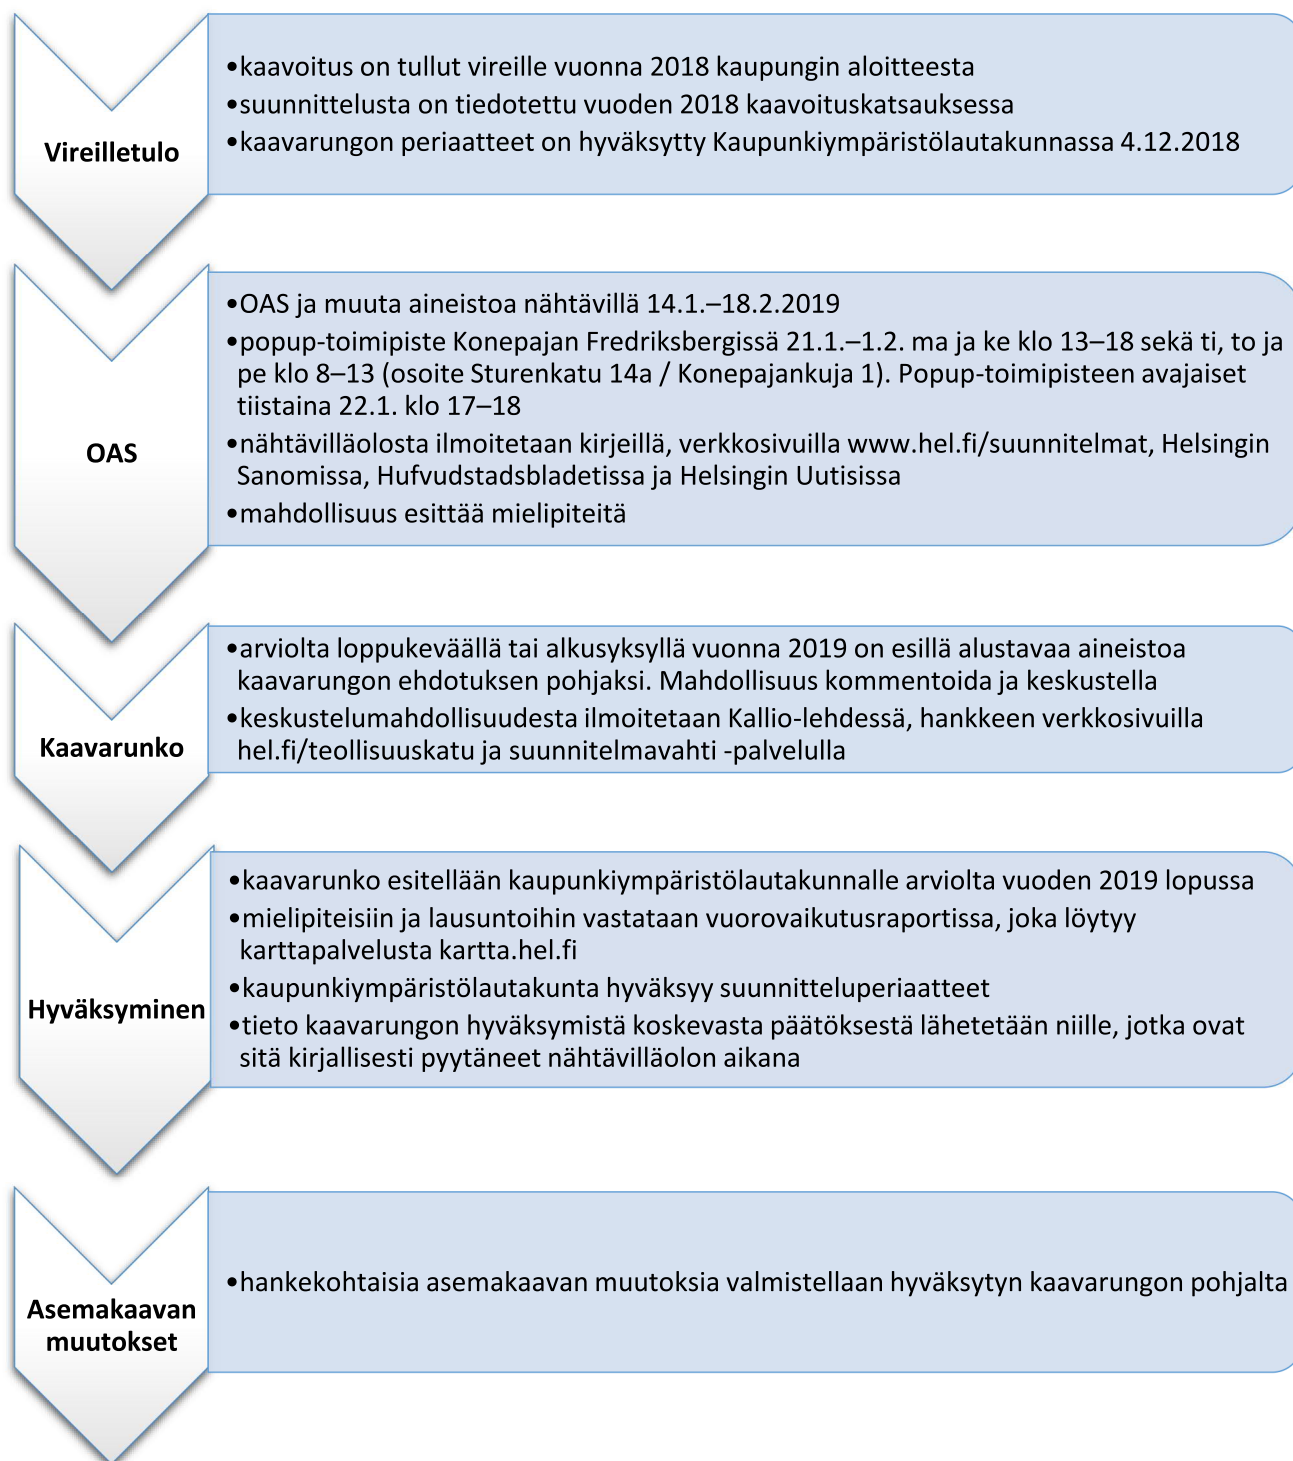 Vireilletulo
•kaavoitus on tullut vireille vuonna 2018 kaupungin aloitteesta
•suunnittelusta on tiedotettu vuoden 2018 kaavoituskatsauksessa
•kaavarungon periaatteet on hyväksytty Kaupunkiympäristölautakunnassa 4.12.2018
OAS
•OAS ja muuta aineistoa nähtävillä 14.1.–18.2.2019
•popup-toimipiste Konepajan Fredriksbergissä 21.1.–1.2. ma ja ke klo 13–18 sekä ti, to ja
pe klo 8–13 (osoite Sturenkatu 14a / Konepajankuja 1). Popup-toimipisteen avajaiset
tiistaina 22.1. klo 17–18
•nähtävilläolosta ilmoitetaan kirjeillä, verkkosivuilla www.hel.fi/suunnitelmat, Helsingin
Sanomissa, Hufvudstadsbladetissa ja Helsingin Uutisissa
•mahdollisuus esittää mielipiteitä
Kaavarunko
•arviolta loppukeväällä tai alkusyksyllä vuonna 2019 on esillä alustavaa aineistoa
kaavarungon ehdotuksen pohjaksi. Mahdollisuus kommentoida ja keskustella
•keskustelumahdollisuudesta ilmoitetaan Kallio-lehdessä, hankkeen verkkosivuilla
hel.fi/teollisuuskatu ja suunnitelmavahti -palvelulla
Hyväksyminen
•kaavarunko esitellään kaupunkiympäristölautakunnalle arviolta vuoden 2019 lopussa
•mielipiteisiin ja lausuntoihin vastataan vuorovaikutusraportissa, joka löytyy
karttapalvelusta kartta.hel.fi
•kaupunkiympäristölautakunta hyväksyy suunnitteluperiaatteet
•tieto kaavarungon hyväksymistä koskevasta päätöksestä lähetetään niille, jotka ovat
sitä kirjallisesti pyytäneet nähtävilläolon aikana
Asemakaavan
muutokset
•hankekohtaisia asemakaavan muutoksia valmistellaan hyväksytyn kaavarungon pohjalta